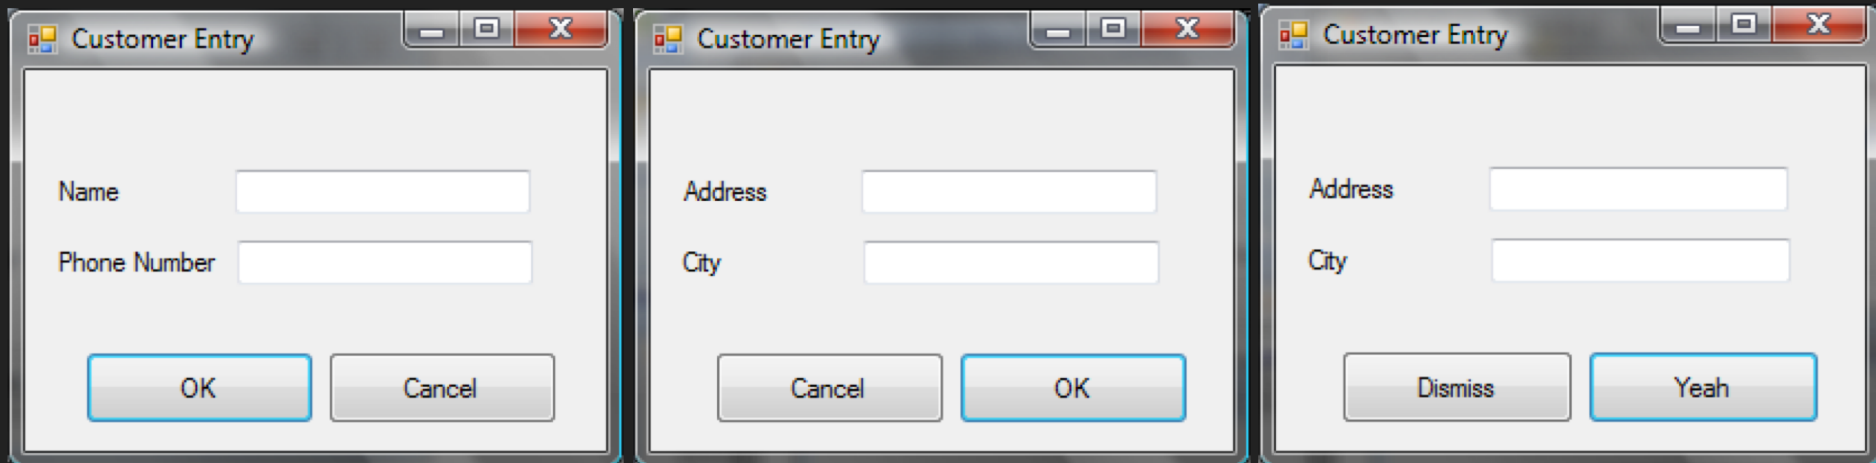 Customer Entry
Name
Phone Number
OK Cancel
Customer Entry
Address
City
Cancel OK
Customer Entry
Address
City
Dismiss Yeah